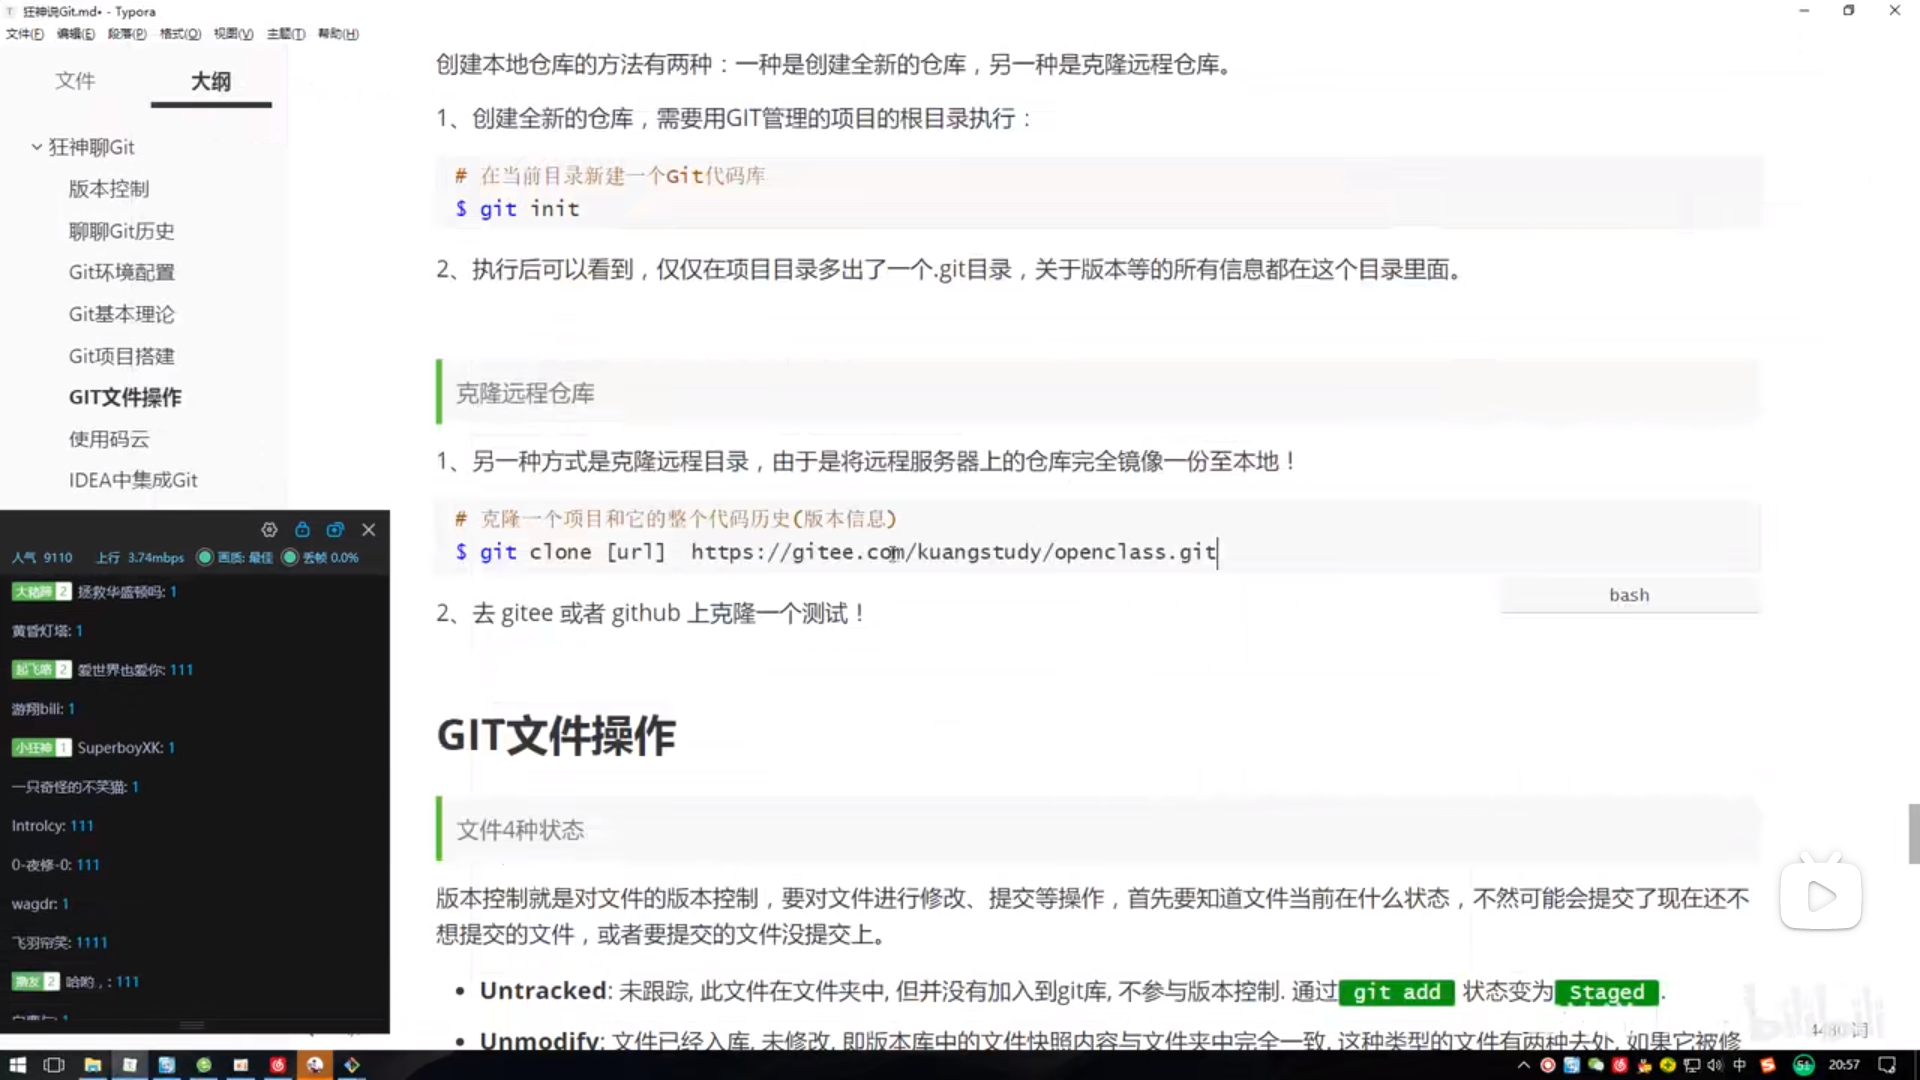 狂神说Git.md• - Typora
文件(F) 编辑(E) 段落(P) 格式(O) 视图(V) 主题(T) 帮助(H)
文件 大纲
狂神聊Git
版本控制
聊聊Git历史
Git环境配置
Git基本理论
Git项目搭建
GIT文件操作
使用码云
IDEA中集成Git
创建本地仓库的方法有两种：一种是创建全新的仓库，另一种是克隆远程仓库。
1、创建全新的仓库，需要用GIT管理的项目的根目录执行：
# 在当前目录新建一个Git代码库
$ git init
2、执行后可以看到，仅仅在项目目录多出了一个.git目录，关于版本等的所有信息都在这个目录里面。
克隆远程仓库
1、另一种方式是克隆远程目录，由于是将远程服务器上的仓库完全镜像一份至本地！
# 克隆一个项目和它的整个代码历史(版本信息)
$ git clone [url]  https://gitee.com/kuangstudy/openclass.git
bash
2、去 gitee 或者 github 上克隆一个测试！
GIT文件操作
文件4种状态
版本控制就是对文件的版本控制，要对文件进行修改、提交等操作，首先要知道文件当前在什么状态，不然可能会提交了现在还不
想提交的文件，或者要提交的文件没提交上。
• Untracked: 未跟踪, 此文件在文件夹中, 但并没有加入到git库, 不参与版本控制. 通过 git add 状态变为 Staged .
• Unmodify: 文件已经入库, 未修改, 即版本库中的文件快照内容与文件夹中完全一致. 这种类型的文件有两种去处, 如果它被修
人气 9110 上行 3.74mbps 画质: 最佳 丢帧 0.0%
大猪蹄 2 拯救华盛顿吗: 1
黄昏灯塔: 1
起飞咯 2 爱世界也爱你: 111
游翔bili: 1
小狂神 1 SuperboyXK: 1
一只奇怪的不笑猫: 1
Introlcy: 111
0-夜修-0: 111
wagdr: 1
飞羽帘笑: 1111
2 哈哟，: 111
bilibili
4480 词
中 20:57